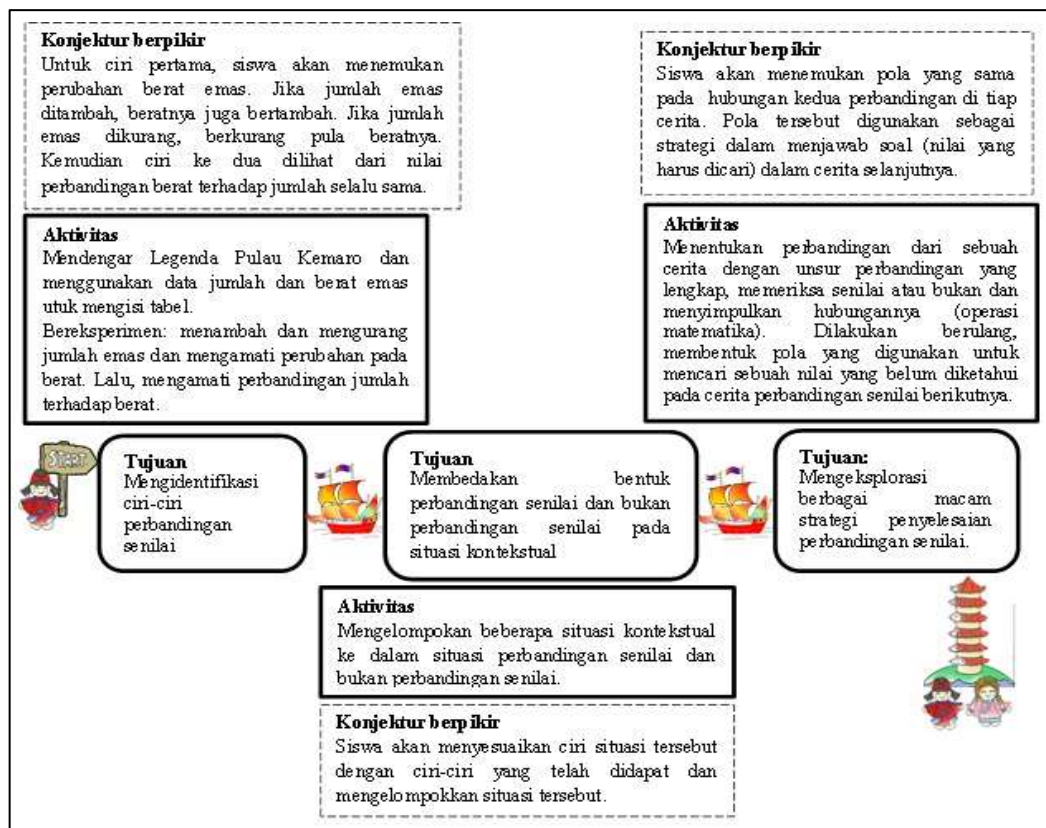 Konjektur berpikir
Untuk ciri pertama, siswa akan menemukan
perubahan berat emas. Jika jumlah emas
ditambah, beratnya juga bertambah. Jika jumlah
emas dikurang, berkurang pula beratnya.
Kemudian ciri ke dua dilihat dari nilai
perbandingan berat terhadap jumlah selalu sama.
Konjektur berpikir
Siswa akan menemukan pola yang sama
pada hubungan kedua perbandingan di tiap
cerita. Pola tersebut digunakan sebagai
strategi dalam menjawab soal (nilai yang
harus dicari) dalam cerita selanjutnya.
Aktivitas
Mendengar Legenda Pulau Kemaro dan
menggunakan data jumlah dan berat emas
utuk mengisi tabel.
Bereksperimen: menambah dan mengurang
jumlah emas dan mengamati perubahan pada
berat. Lalu, mengamati perbandingan jumlah
terhadap berat.
Aktivitas
Menentukan perbandingan dari sebuah
cerita dengan unsur perbandingan yang
lengkap, memeriksa senilai atau bukan dan
menyimpulkan hubungannya (operasi
matematika). Dilakukan berulang,
membentuk pola yang digunakan untuk
mencari sebuah nilai yang belum diketahui
pada cerita perbandingan senilai berikutnya.
START
Tujuan
Mengidentifikasi
ciri-ciri
perbandingan
senilai
Tujuan
Membedakan bentuk
perbandingan senilai dan bukan
perbandingan senilai pada
situasi kontekstual
Tujuan:
Mengeksplorasi
berbagai macam
strategi penyelesaian
perbandingan senilai.
Aktivitas
Mengelompokan beberapa situasi kontekstual
ke dalam situasi perbandingan senilai dan
bukan perbandingan senilai.
Konjektur berpikir
Siswa akan menyesuaikan ciri situasi tersebut
dengan ciri-ciri yang telah didapat dan
mengelompokkan situasi tersebut.